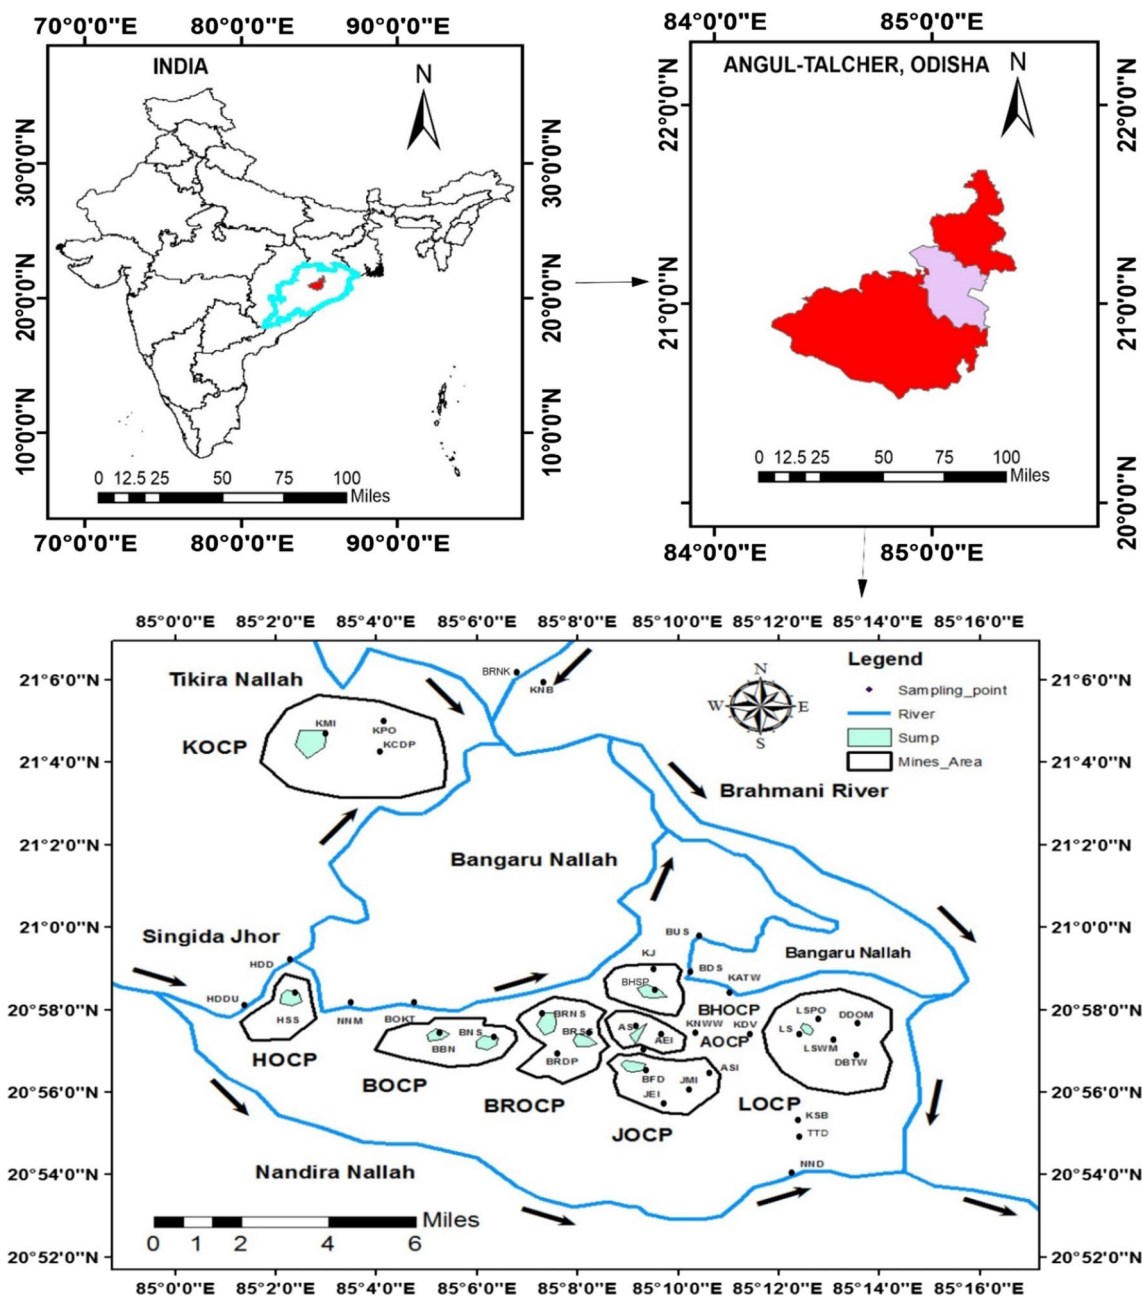 70°0'0"E 80°0'0"E 90°0'0"E
INDIA
N
30°0'0"N
20°0'0"N
10°0'0"N
30°0'0"N
20°0'0"N
10°0'0"N
0 12.5 25 50 75 100
Miles
70°0'0"E 80°0'0"E 90°0'0"E
84°0'0"E 85°0'0"E
ANGUL-TALCHER, ODISHA
N
22°0'0"N
21°0'0"N
22°0'0"N
21°0'0"N
20°0'0"N
0 12.5 25 50 75 100
Miles
84°0'0"E 85°0'0"E
85°0'0"E 85°2'0"E 85°4'0"E 85°6'0"E 85°8'0"E 85°10'0"E 85°12'0"E 85°14'0"E 85°16'0"E
21°6'0"N
21°4'0"N
21°2'0"N
21°0'0"N
20°58'0"N
20°56'0"N
20°54'0"N
20°52'0"N
21°6'0"N
21°4'0"N
21°2'0"N
21°0'0"N
20°58'0"N
20°56'0"N
20°54'0"N
20°52'0"N
N
W E
S
Legend
Sampling_point
River
Sump
Mines_Area
Tikira Nallah
BRNK
KNB
KMI
KPO
KCDP
KOCP
Brahmani River
Bangaru Nallah
Singida Jhor
HDD
BUS
Bangaru Nallah
KJ
BDS
KATW
BHSP
BHOCP
HDDU
HSS
NNM
BOKT
HOCP
BBN
BNS
BOCP
BRNS
BRS
BRDP
BROCP
AS
AEI
KNWW
KDV
AOCP
LSPO
DDOM
LS
LSWM
DBTW
LOCP
ASI
BFD
JMI
JEI
JOCP
KSB
TTD
NND
Nandira Nallah
Miles
0 1 2 4 6
85°0'0"E 85°2'0"E 85°4'0"E 85°6'0"E 85°8'0"E 85°10'0"E 85°12'0"E 85°14'0"E 85°16'0"E